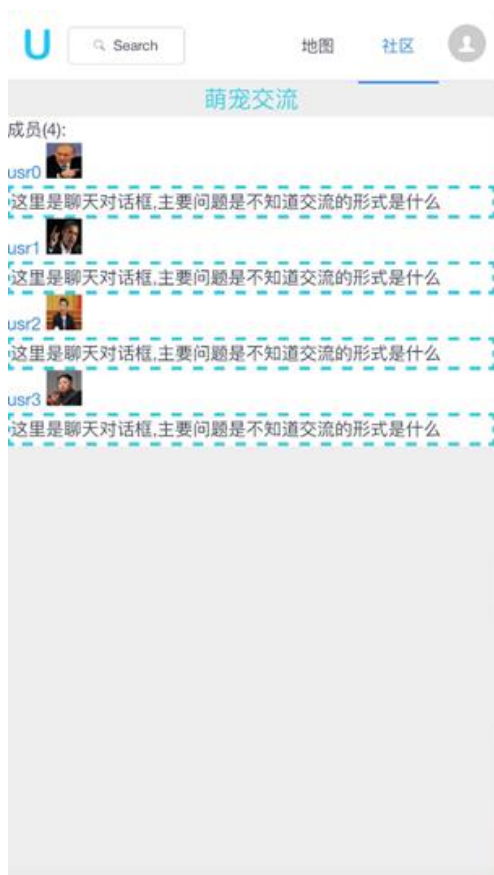 U Search 地图 社区
萌宠交流
成员(4):
usr0
这里是聊天对话框,主要问题是不知道交流的形式是什么
usr1
这里是聊天对话框,主要问题是不知道交流的形式是什么
usr2
这里是聊天对话框,主要问题是不知道交流的形式是什么
usr3
这里是聊天对话框,主要问题是不知道交流的形式是什么